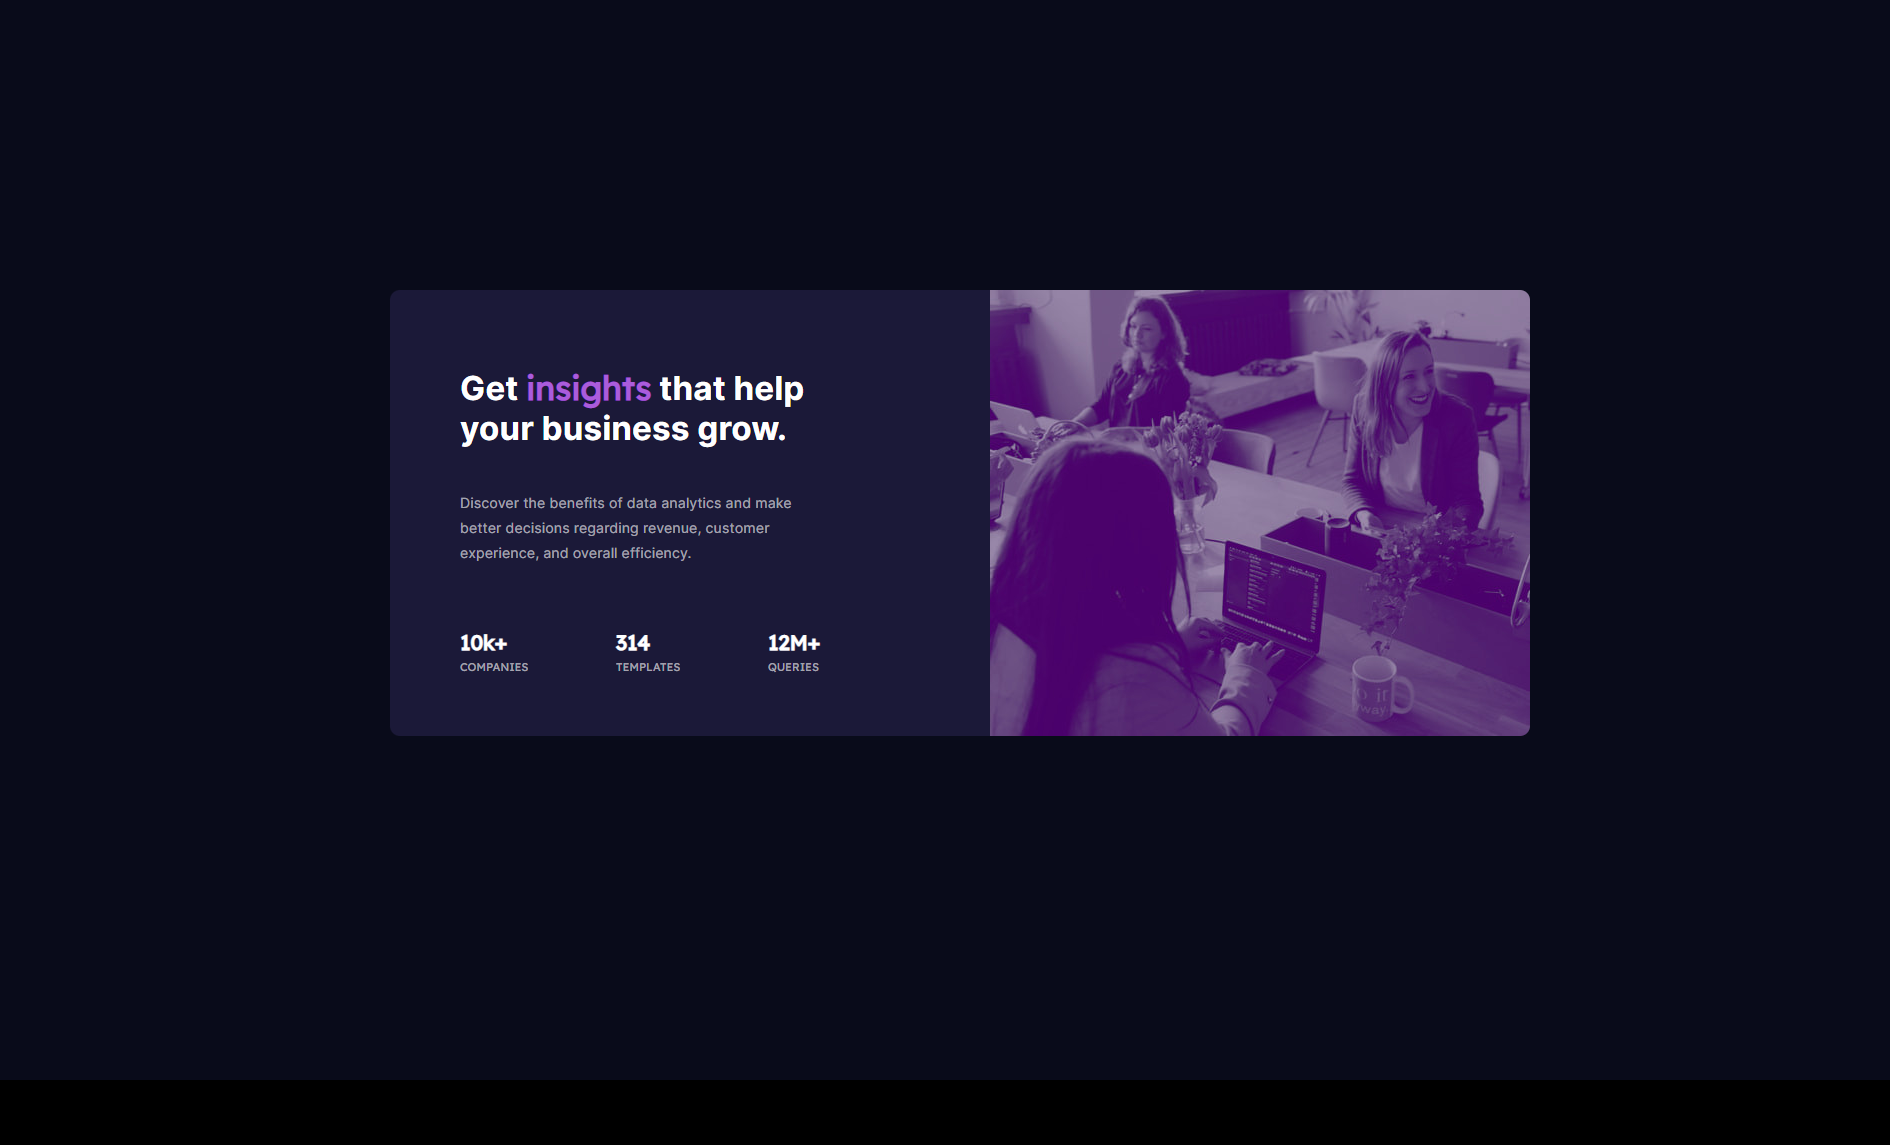 Get insights that help
your business grow.
Discover the benefits of data analytics and make
better decisions regarding revenue, customer
experience, and overall efficiency.
10k+ 314 12M+
COMPANIES TEMPLATES QUERIES